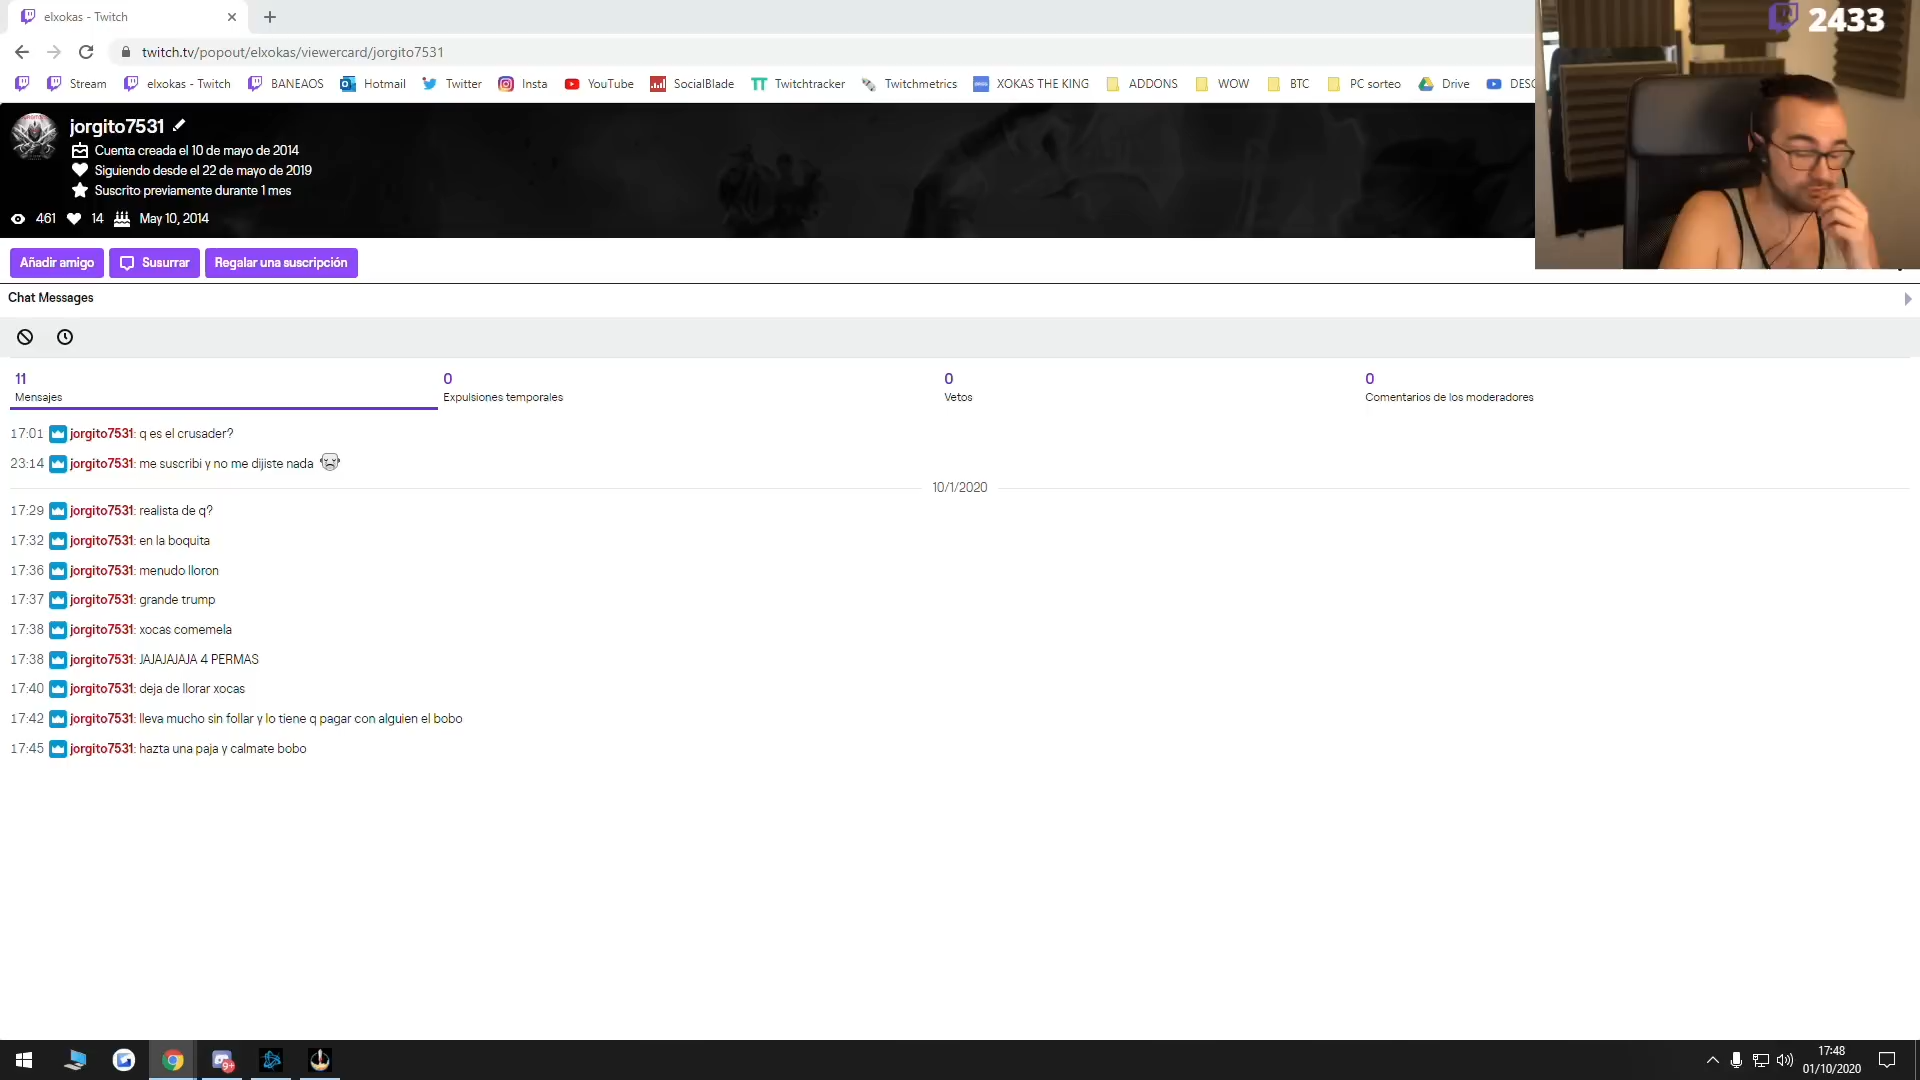 elxokas - Twitch
2433
twitch.tv/popout/elxokas/viewercard/jorgito7531
Stream elxokas - Twitch BANEAOS Hotmail Twitter Insta YouTube SocialBlade Twitchtracker Twitchmetrics XOKAS THE KING ADDONS WOW BTC PC sorteo Drive DESC
jorgito7531
Cuenta creada el 10 de mayo de 2014
Siguiendo desde el 22 de mayo de 2019
Suscrito previamente durante 1 mes
461 14 May 10, 2014
Añadir amigo Susurrar Regalar una suscripción
Chat Messages
11 0 0 0
Mensajes Expulsiones temporales Vetos Comentarios de los moderadores
17:01 jorgito7531: q es el crusader?
23:14 jorgito7531: me suscribi y no me dijiste nada
10/1/2020
17:29 jorgito7531: realista de q?
17:32 jorgito7531: en la boquita
17:36 jorgito7531: menudo lloron
17:37 jorgito7531: grande trump
17:38 jorgito7531: xocas comemela
17:38 jorgito7531: JAJAJAJAJA 4 PERMAS
17:40 jorgito7531: deja de llorar xocas
17:42 jorgito7531: lleva mucho sin follar y lo tiene q pagar con alguien el bobo
17:45 jorgito7531: hazta una paja y calmate bobo
9+
17:48
01/10/2020